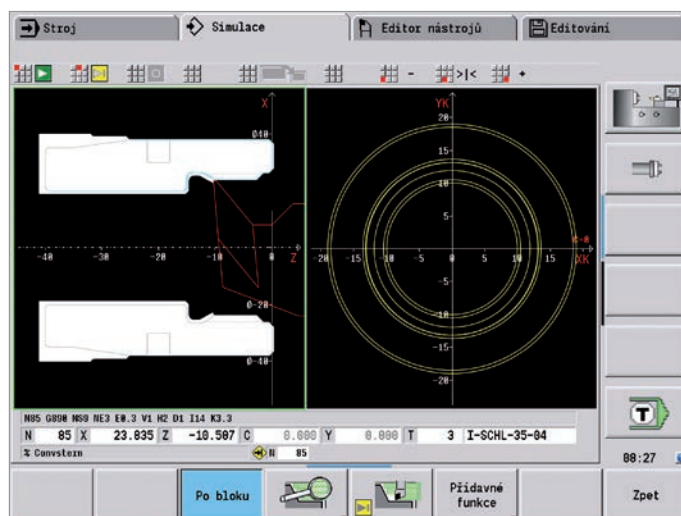 Stroj Simulace Editor nástrojů Editování
- >|< +
X
Ø40
-40 -30 -20 -10 Z
Ø-20
Ø-40
YK
20
15
10
5
-20 -15 -10 -5 5 10 15 XK
-5
-10
-15
-20
N85 G890 NS9 NE3 E0.3 V1 H2 D1 I14 K3.3
N 85 X 23.835 Z -10.507 C 0.000 Y 0.000 T 3 I-SCHL-35-04
% Convstern N 85
08:27
Po bloku Přídavné funkce Zpet
T